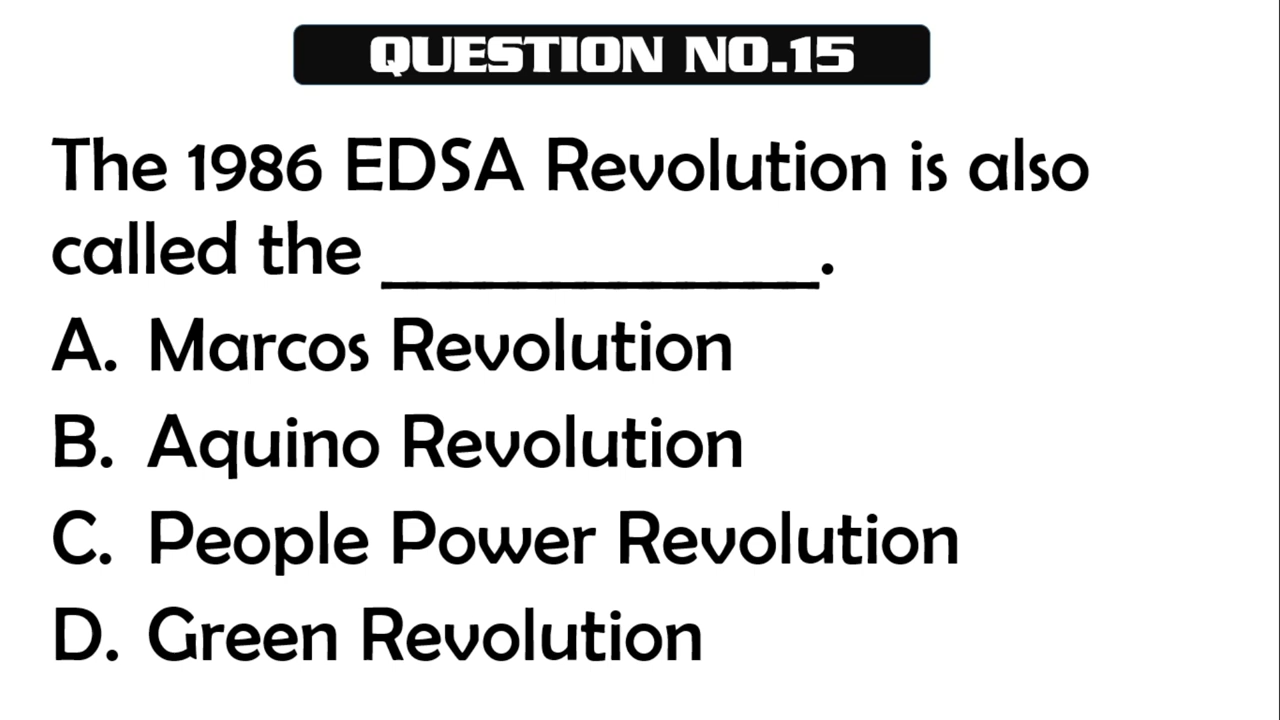 QUESTION NO.15
The 1986 EDSA Revolution is also
called the _____________.
A. Marcos Revolution
B. Aquino Revolution
C. People Power Revolution
D. Green Revolution